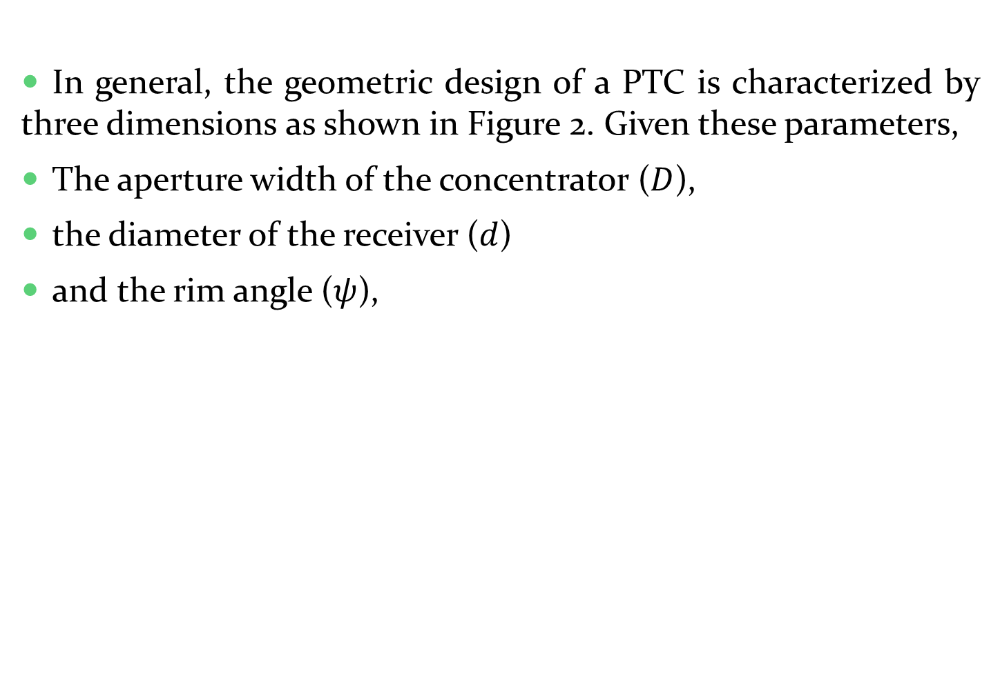 • In general, the geometric design of a PTC is characterized by
three dimensions as shown in Figure 2. Given these parameters,
• The aperture width of the concentrator (D),
• the diameter of the receiver (d)
• and the rim angle (ψ),